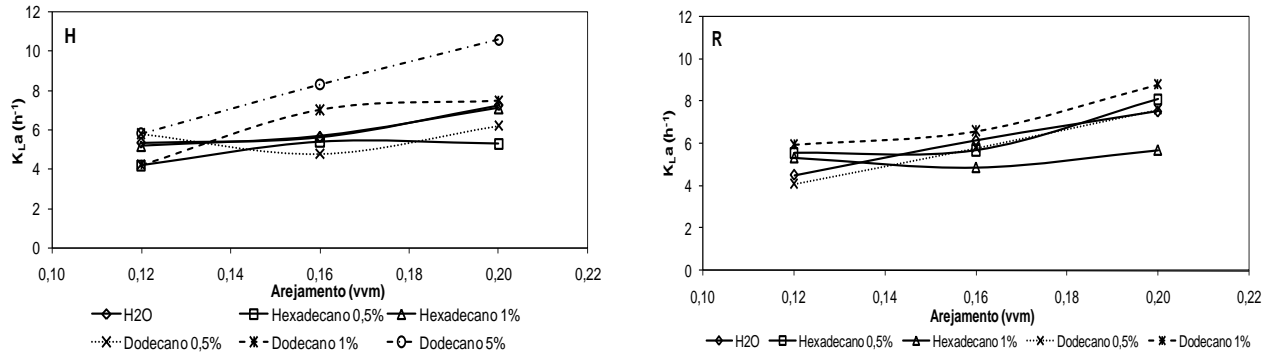 H
K_La (h⁻¹)
12
10
8
6
4
2
0
0,10 0,12 0,14 0,16 0,18 0,20 0,22
Arejamento (vvm)
H2O Hexadecano 0,5% Hexadecano 1%
Dodecano 0,5% Dodecano 1% Dodecano 5%
R
K_La (h⁻¹)
12
10
8
6
4
2
0
0,10 0,12 0,14 0,16 0,18 0,20 0,22
Arejamento (vvm)
H2O Hexadecano 0,5% Hexadecano 1% Dodecano 0,5% Dodecano 1%